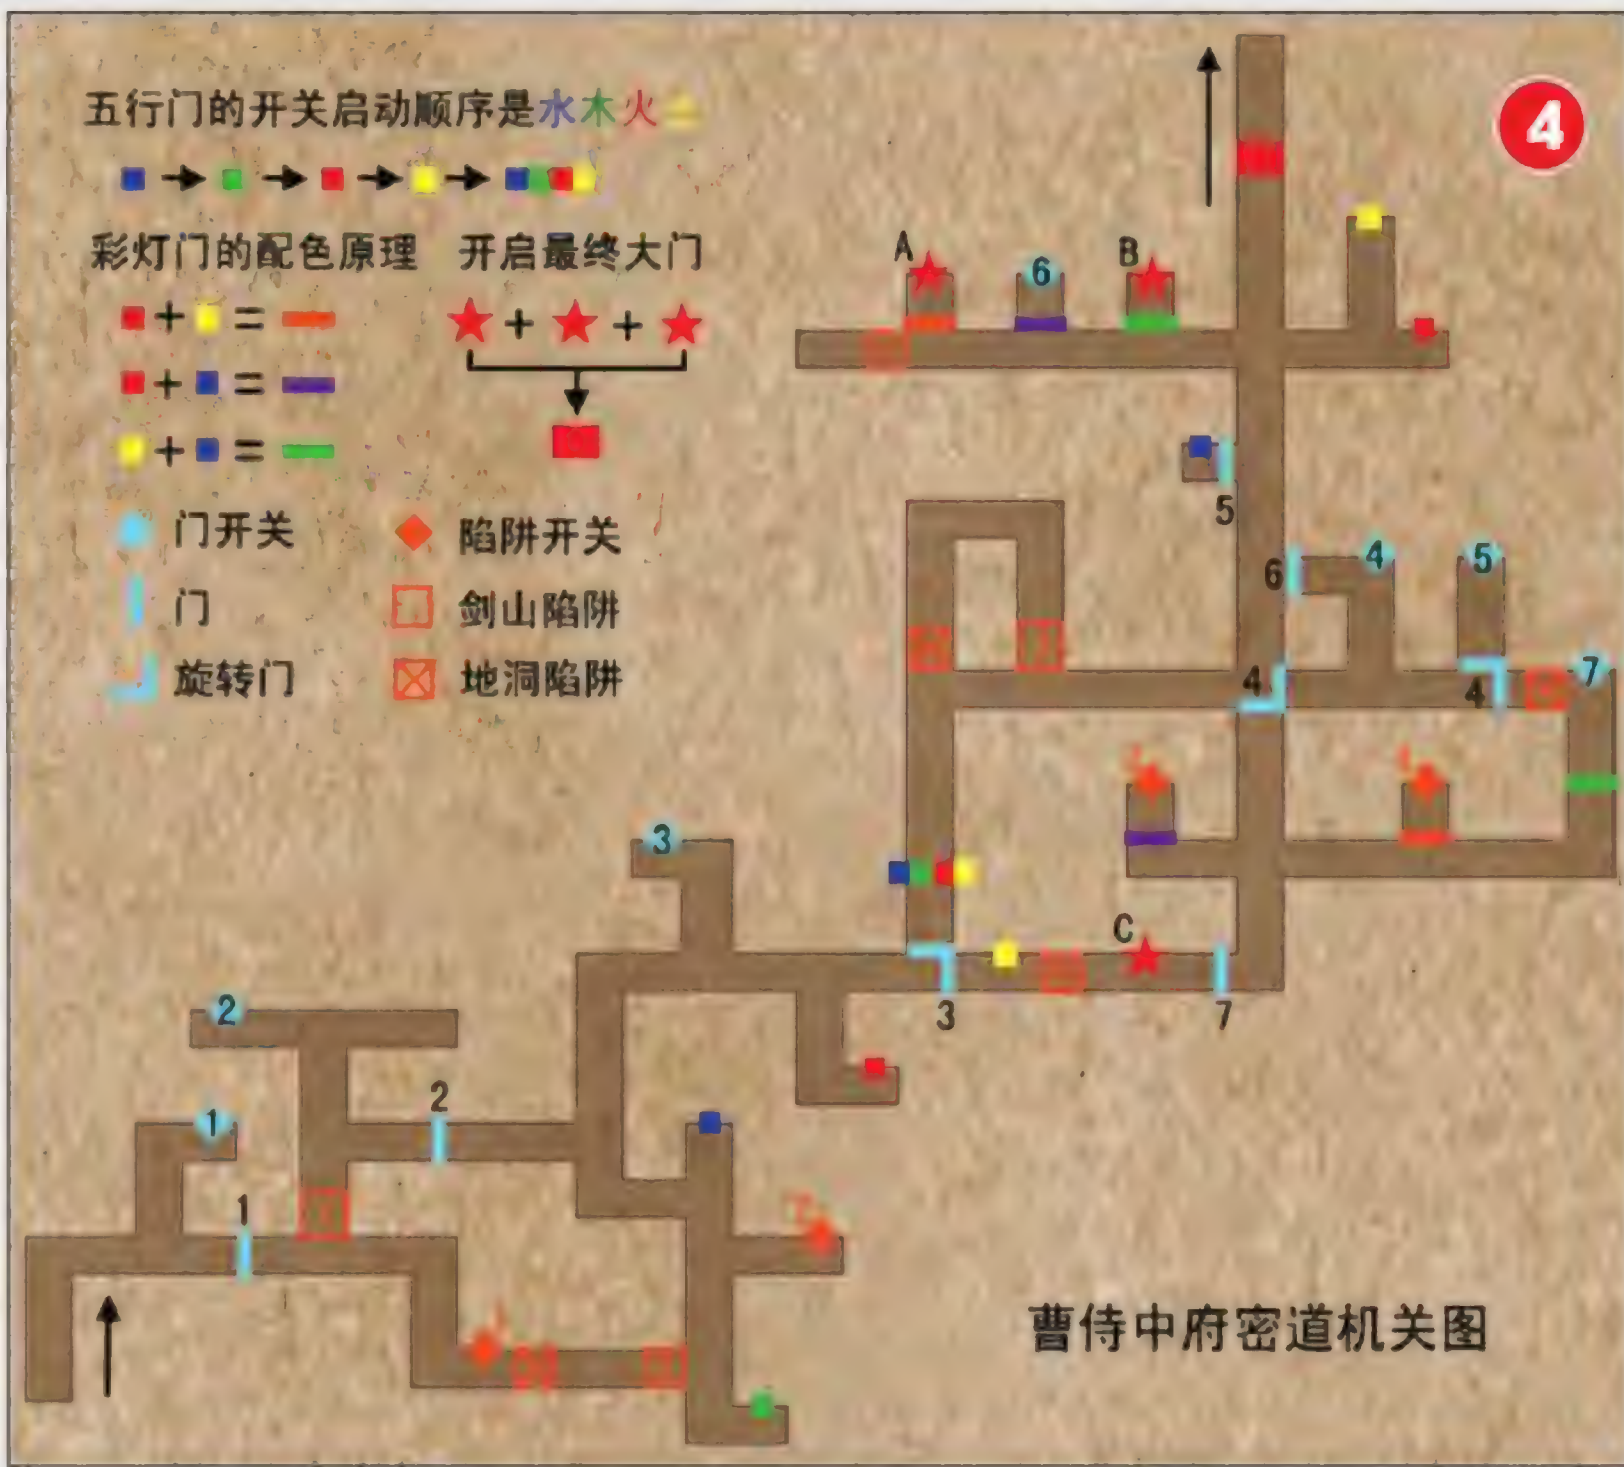 五行门的开关启动顺序是水木火土
4
彩灯门的配色原理
开启最终大门
+ =
+ +
+ =
+ =
门开关
陷阱开关
门
剑山陷阱
旋转门
地洞陷阱
A
6
B
5
6
4
5
4
4
7
3
C
2
3
7
2
1
1
曹侍中府密道机关图